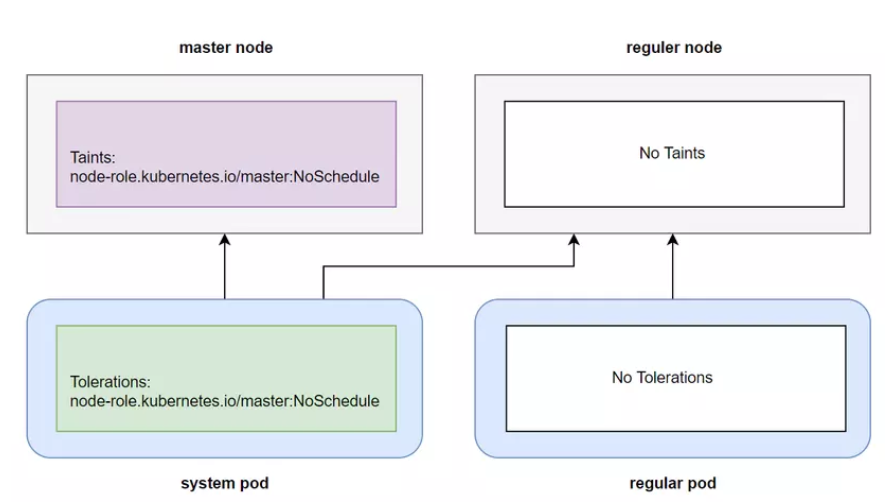 master node
reguler node
Taints:
node-role.kubernetes.io/master:NoSchedule
No Taints
Tolerations:
node-role.kubernetes.io/master:NoSchedule
No Tolerations
system pod
regular pod